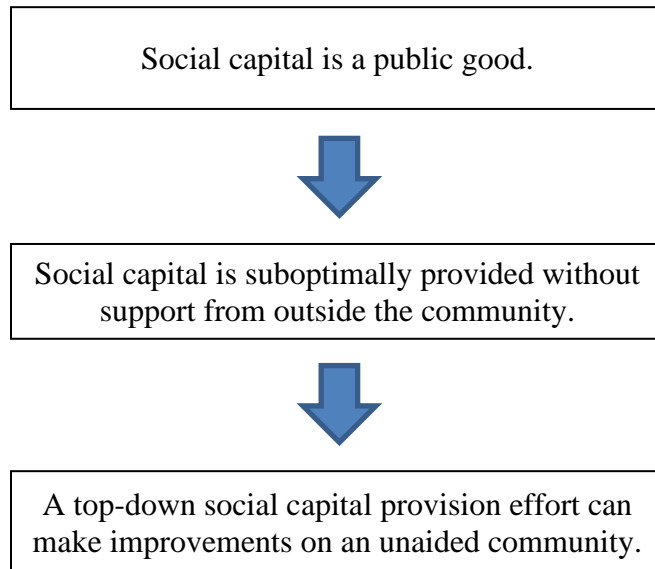 Social capital is a public good.
Social capital is suboptimally provided without
support from outside the community.
A top-down social capital provision effort can
make improvements on an unaided community.